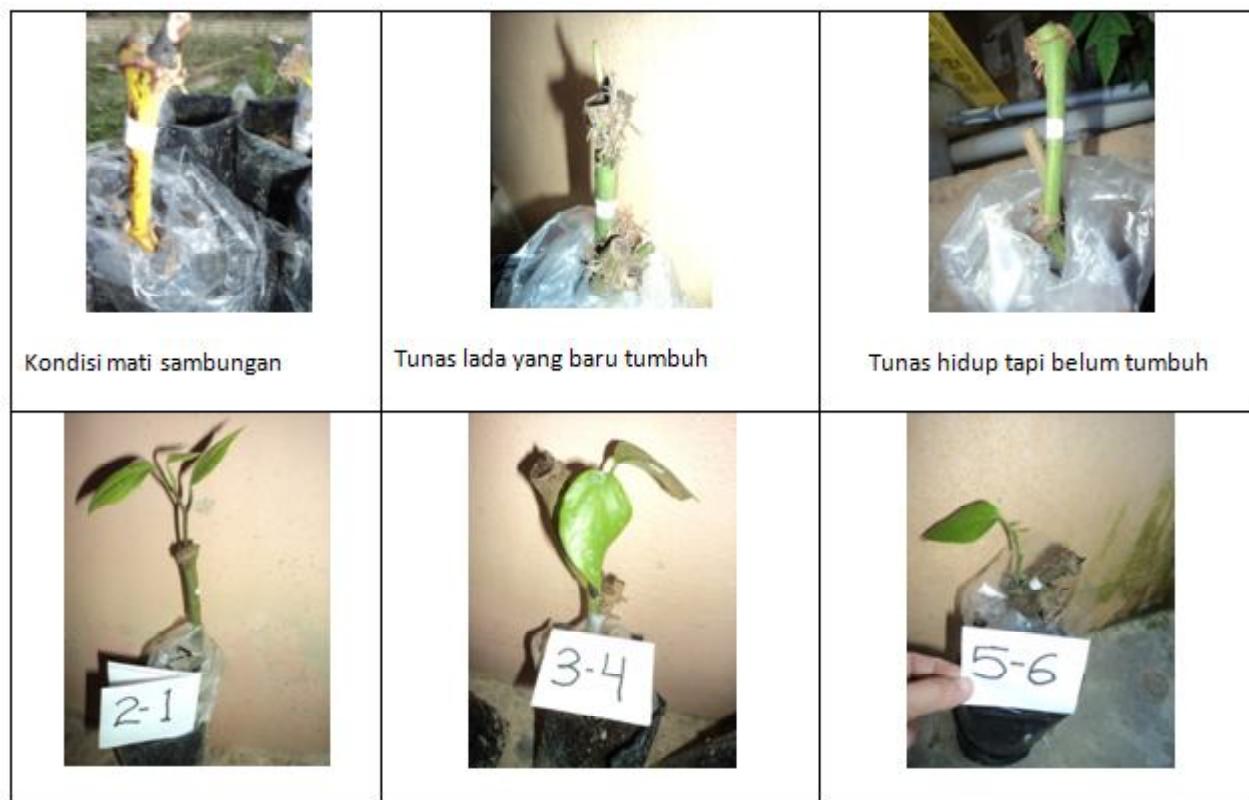 Kondisi mati sambungan
Tunas lada yang baru tumbuh
Tunas hidup tapi belum tumbuh
2-1
3-4
5-6